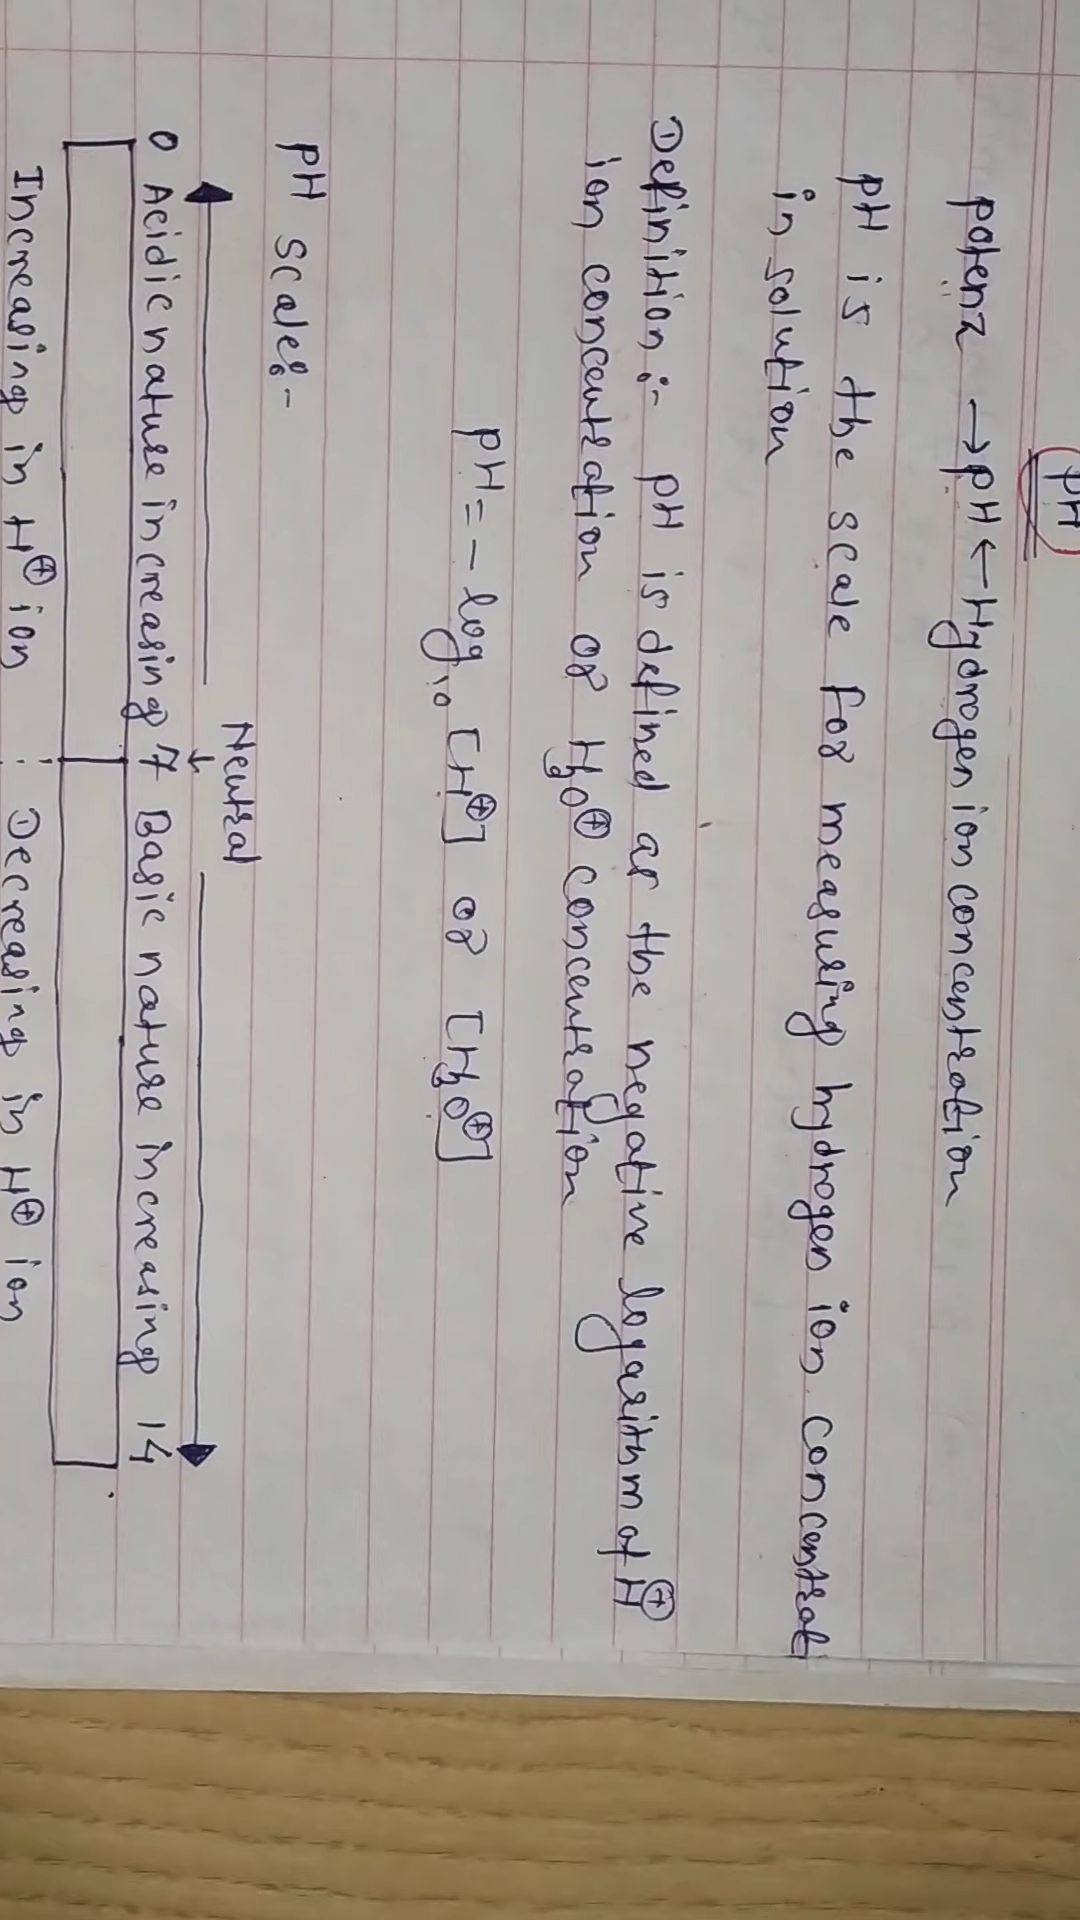 PH
potenz → pH ← Hydrogen ion concentration
pH is the scale for measuring hydrogen ion concentrati
in solution
Definition:- pH is defined as the negative logarithm of H⊕
ion concentration or H₃O⊕ concentration
pH = - log₁₀ [H⊕] or [H₃O⊕]
pH Scale:-
Neutral
0 Acidic nature increasing 7 Basic nature increasing 14
Increasing in H⊕ ion Decreasing in H⊕ ion